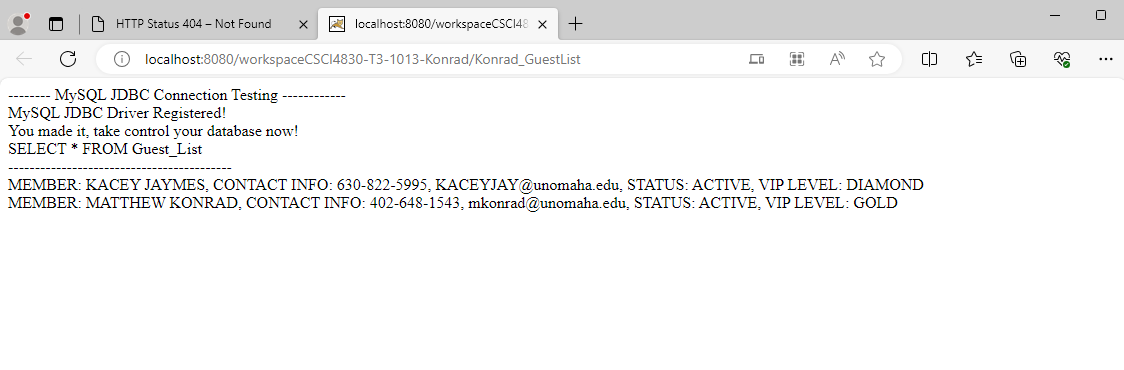 HTTP Status 404 – Not Found
localhost:8080/workspaceCSCI48
localhost:8080/workspaceCSCI4830-T3-1013-Konrad/Konrad_GuestList
-------- MySQL JDBC Connection Testing ------------
MySQL JDBC Driver Registered!
You made it, take control your database now!
SELECT * FROM Guest_List
------------------------------------------
MEMBER: KACEY JAYMES, CONTACT INFO: 630-822-5995, KACEYJAY@unomaha.edu, STATUS: ACTIVE, VIP LEVEL: DIAMOND
MEMBER: MATTHEW KONRAD, CONTACT INFO: 402-648-1543, mkonrad@unomaha.edu, STATUS: ACTIVE, VIP LEVEL: GOLD